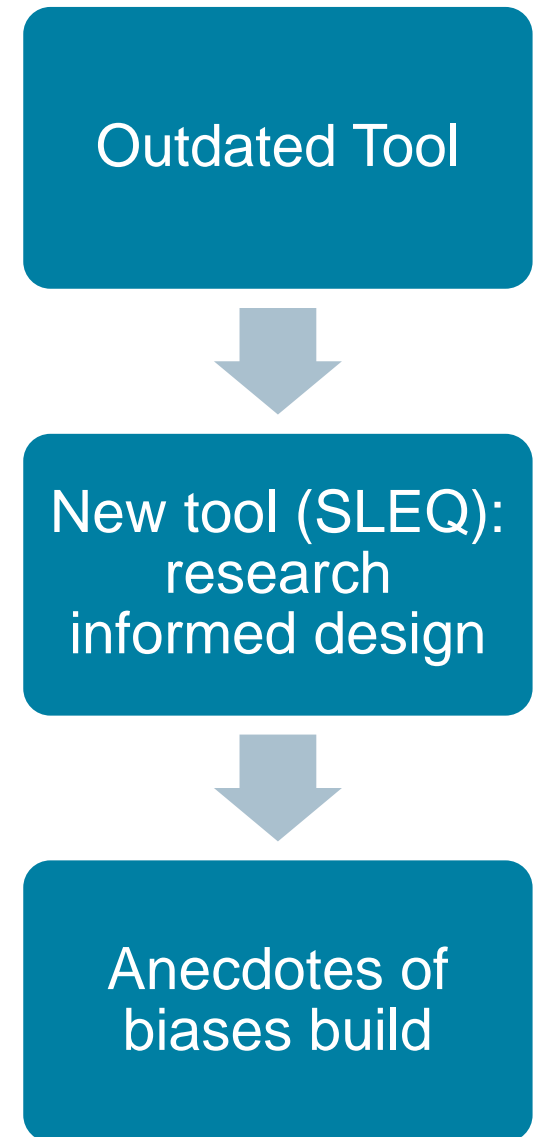 Outdated Tool
New tool (SLEQ):
research
informed design
Anecdotes of
biases build